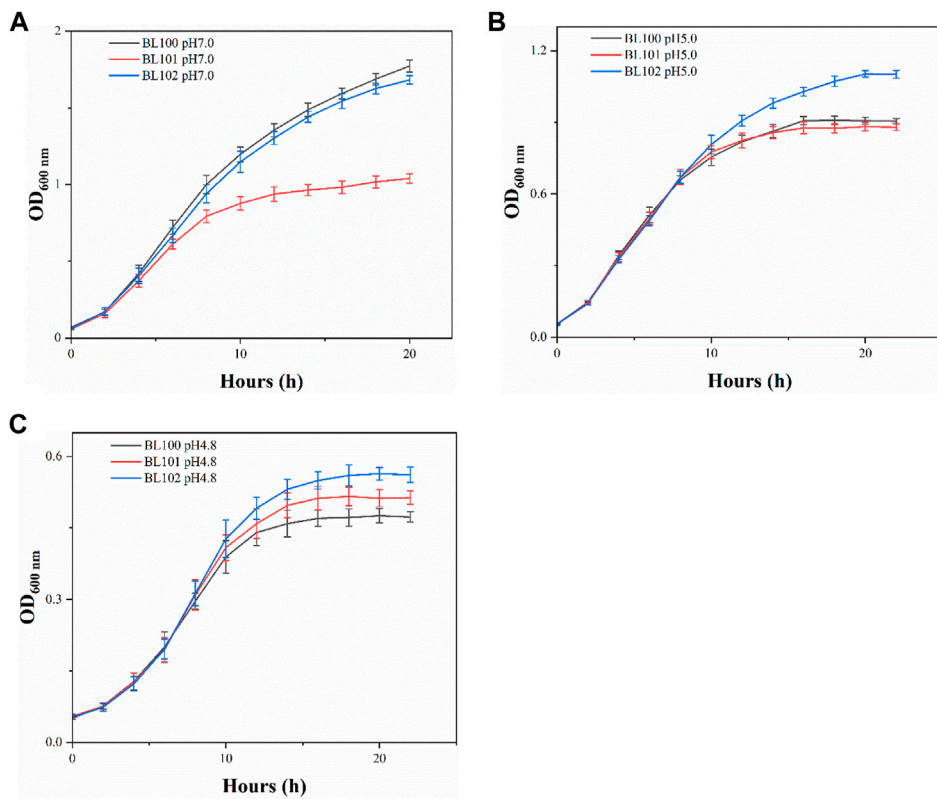 A
BL100 pH7.0
BL101 pH7.0
BL102 pH7.0
2
1
0
OD600 nm
0 10 20
Hours (h)
B
BL100 pH5.0
BL101 pH5.0
BL102 pH5.0
1.2
0.6
0.0
OD600 nm
0 10 20
Hours (h)
C
BL100 pH4.8
BL101 pH4.8
BL102 pH4.8
0.6
0.3
0.0
OD600 nm
0 10 20
Hours (h)